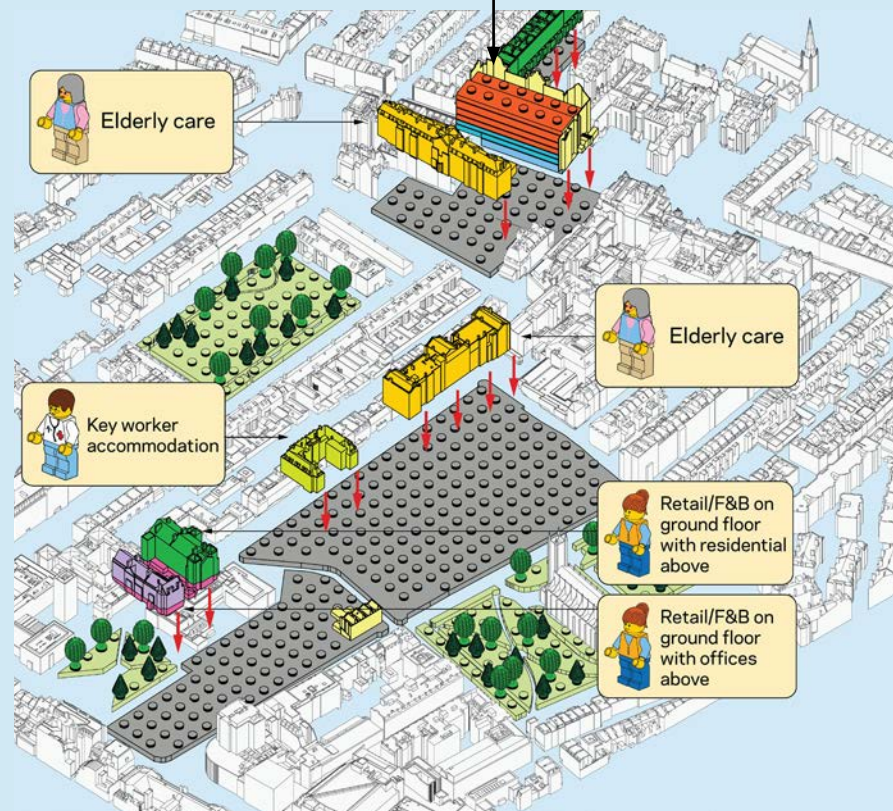 Elderly care
Elderly care
Key worker
accommodation
Retail/F&B on
ground floor
with residential
above
Retail/F&B on
ground floor
with offices
above